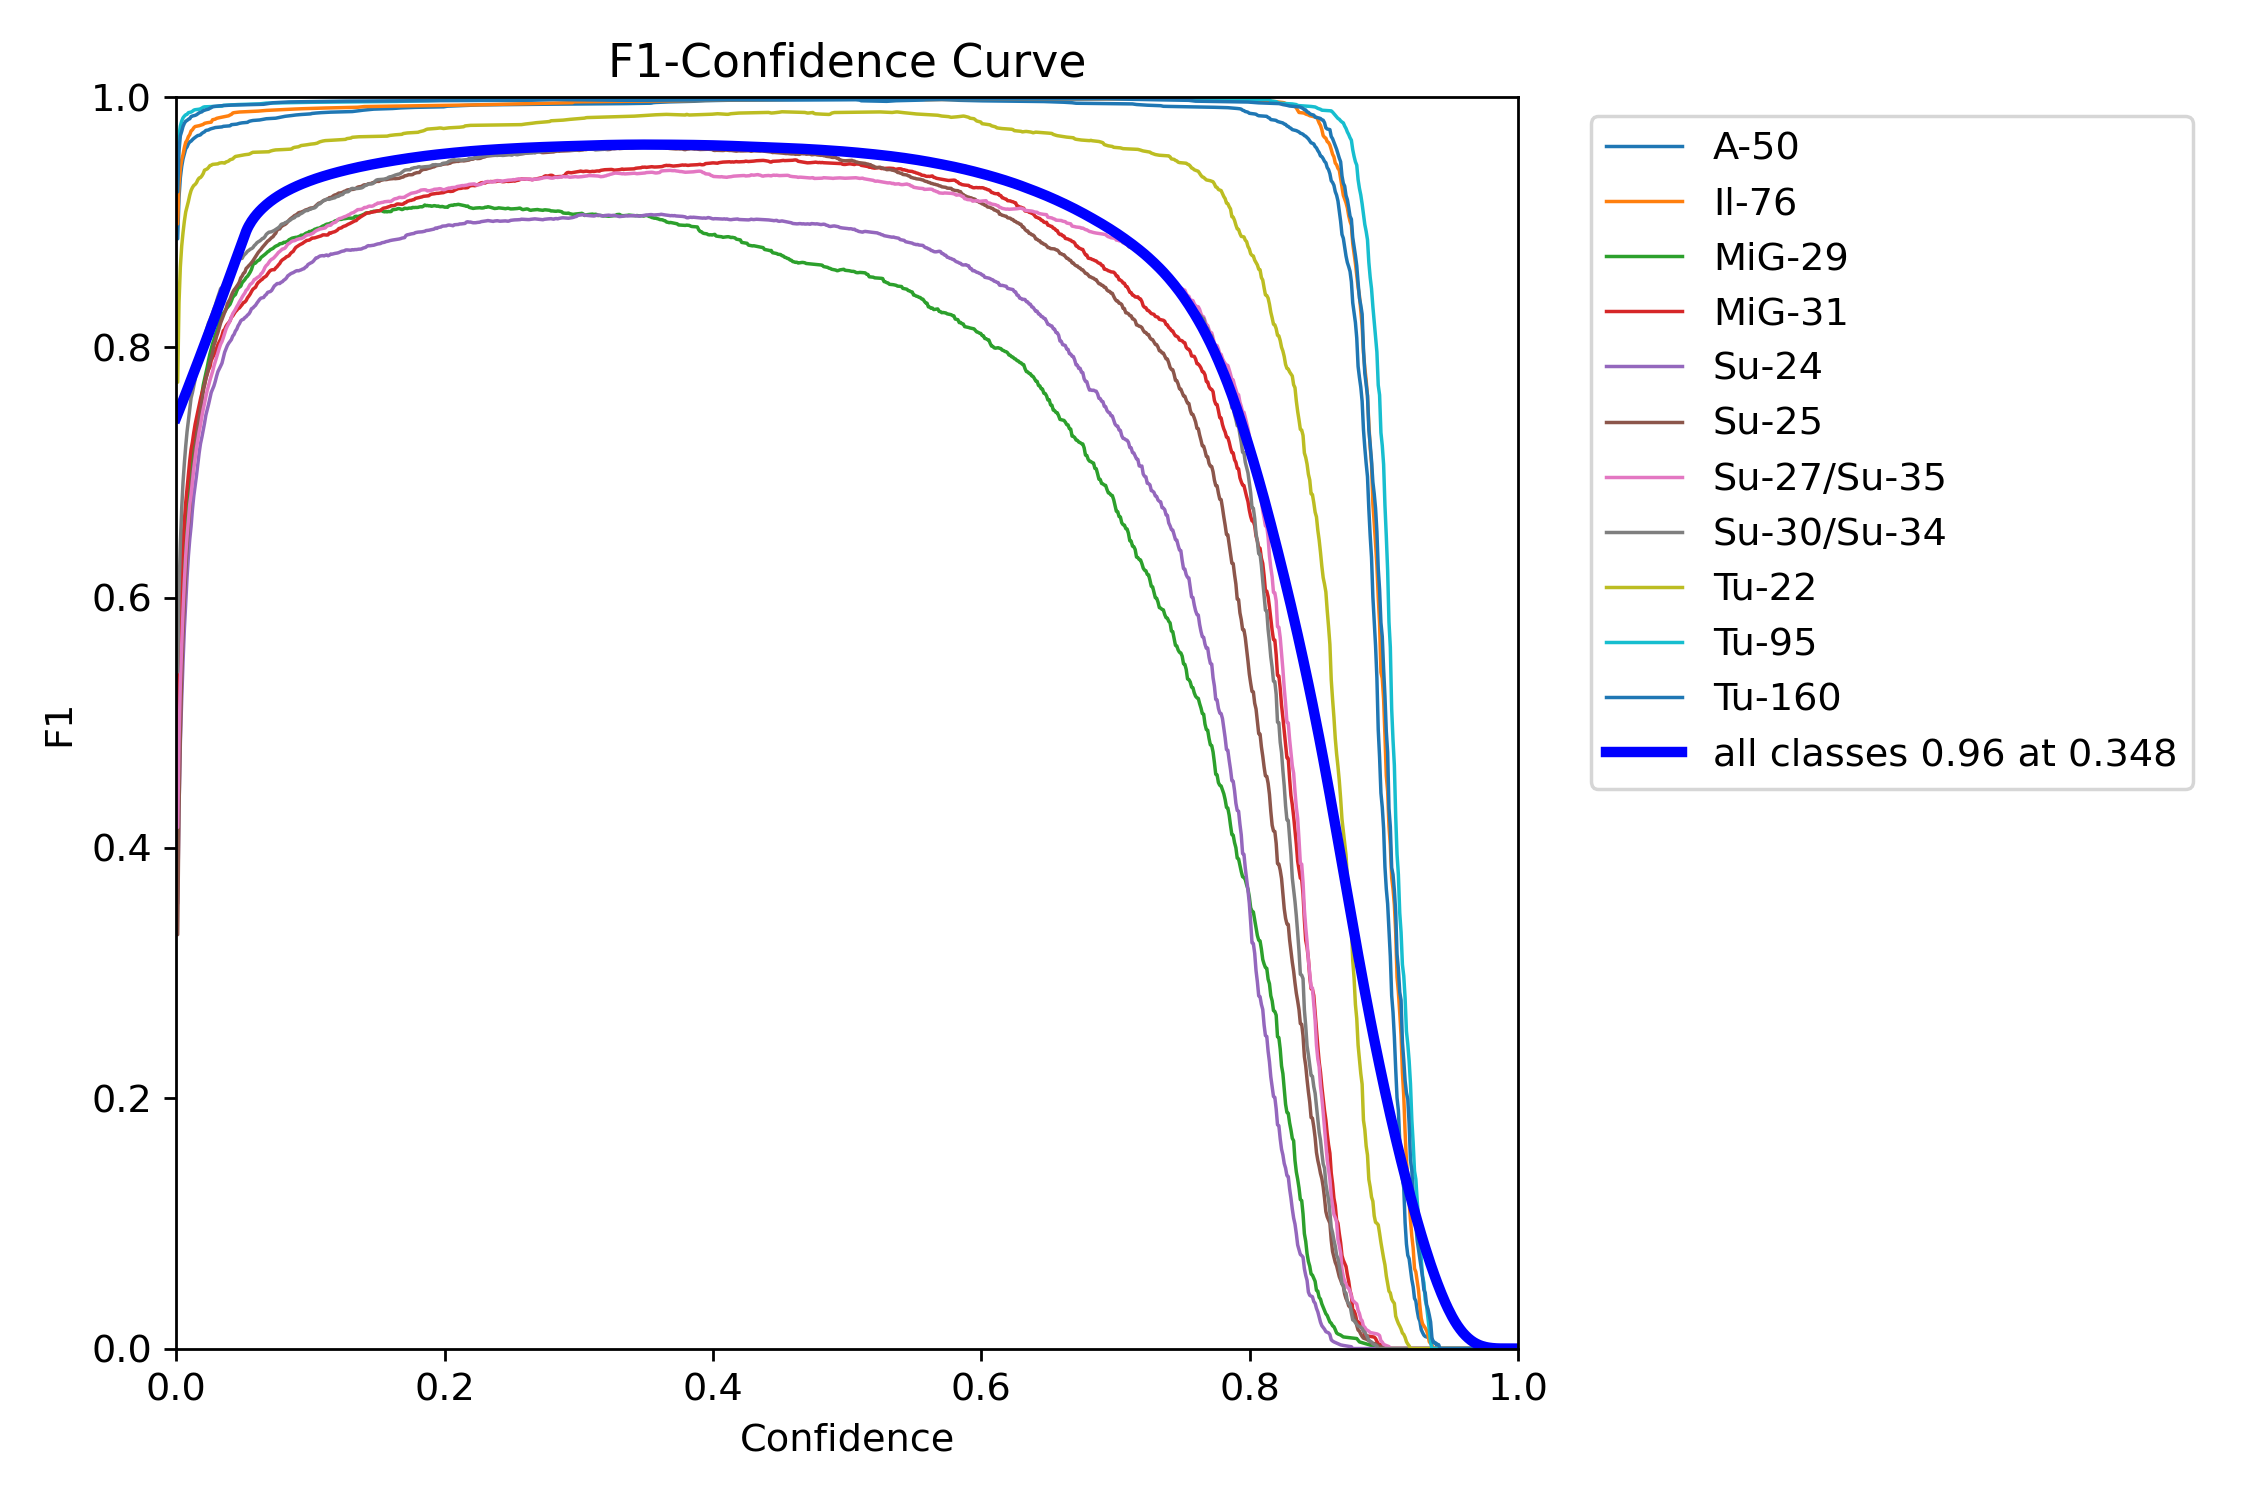 F1-Confidence Curve
1.0
0.8
0.6
0.4
0.2
0.0
F1
0.0 0.2 0.4 0.6 0.8 1.0
Confidence
A-50
Il-76
MiG-29
MiG-31
Su-24
Su-25
Su-27/Su-35
Su-30/Su-34
Tu-22
Tu-95
Tu-160
all classes 0.96 at 0.348